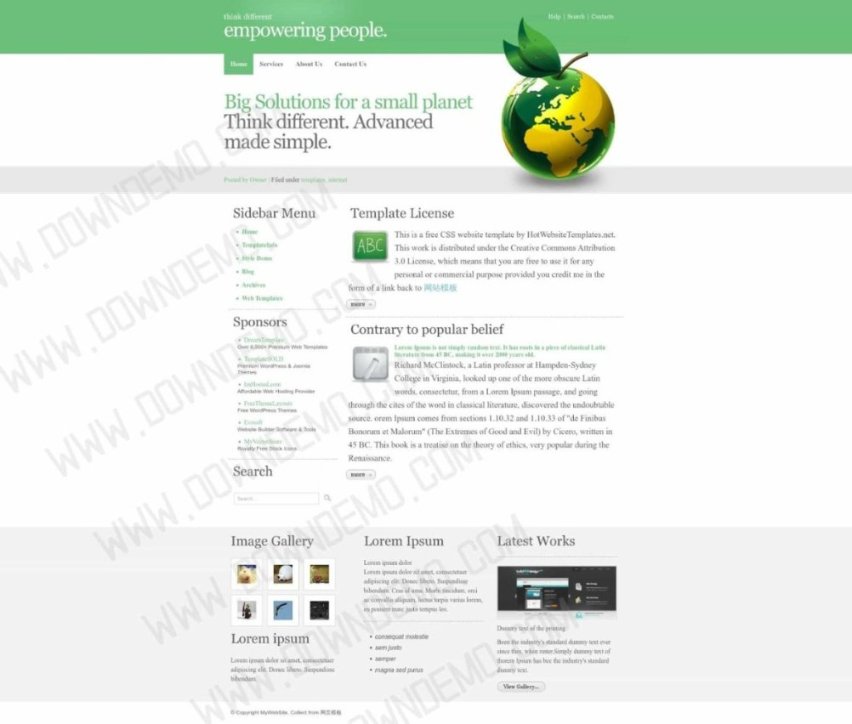 think different
empowering people.
Help | Search | Contacts
Home
Services
About Us
Contact Us
Big Solutions for a small planet
Think different. Advanced
made simple.
Posted by Owner | Filed under templates, internet
Sidebar Menu
Home
TemplateInfo
Style Demo
Blog
Archives
Web Templates
Sponsors
DreamTemplate
Over 6,000+ Premium Web Templates
TemplateSOLD
Premium WordPress & Joomla
Themes
ImHosted.com
Affordable Web Hosting Provider
FreeThemeLayouts
Free WordPress Themes
Website Builder Software & Tools
MyVectorStore
Royalty Free Stock Icons
Search
Search...
Template License
ABC
This is a free CSS website template by HotWebsiteTemplates.net.
This work is distributed under the Creative Commons Attribution
3.0 License, which means that you are free to use it for any
personal or commercial purpose provided you credit me in the
form of a link back to 网站模板
more
Contrary to popular belief
Lorem Ipsum is not simply random text. It has roots in a piece of classical Latin
literature from 45 BC, making it over 2000 years old.
Richard McClintock, a Latin professor at Hampden-Sydney
College in Virginia, looked up one of the more obscure Latin
words, consectetur, from a Lorem Ipsum passage, and going
through the cites of the word in classical literature, discovered the undoubtable
source. orem Ipsum comes from sections 1.10.32 and 1.10.33 of "de Finibus
Bonorum et Malorum" (The Extremes of Good and Evil) by Cicero, written in
45 BC. This book is a treatise on the theory of ethics, very popular during the
Renaissance.
more
Image Gallery
Lorem ipsum
Lorem ipsum dolor sit amet, consectetuer
adipiscing elit. Donec libero. Suspendisse
bibendum.
Lorem Ipsum
Lorem ipsum dolor
Lorem ipsum dolor sit amet, consectetuer
adipiscing elit. Donec libero. Suspendisse
bibendum. Cras id urna. Morbi tincidunt, orci
ac convallis aliquam, lectus turpis varius lorem,
eu posuere nunc justo tempus leo.
consequat molestie
sem justo
semper
magna sed purus
Latest Works
Dummy text of the printing
Been the industry's standard dummy text ever
since then. when tester.Simply dummy text of
thorem Ipsum has bee the industry's standard
dummy text.
View Gallery...
© Copyright MyWebSite. Collect from 网页模板
WWW.DOWNDEMO.COM
WWW.DOWNDEMO.COM
WWW.DOWNDEMO.COM
WWW.DOWNDEMO.COM